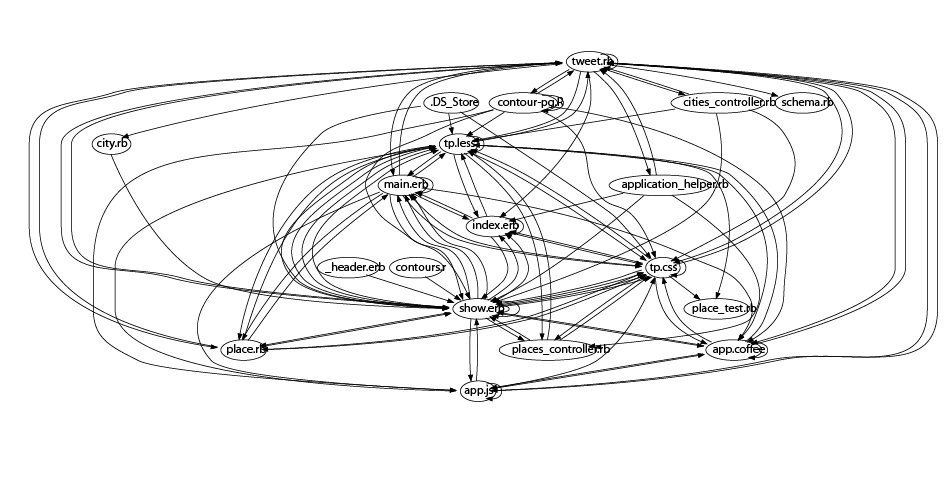 tweet.rb
.DS_Store
contour-pg.R
cities_controller.rb
schema.rb
city.rb
tp.less
main.erb
application_helper.rb
index.erb
_header.erb
contours.r
tp.css
show.erb
place_test.rb
place.rb
places_controller.rb
app.coffee
app.js